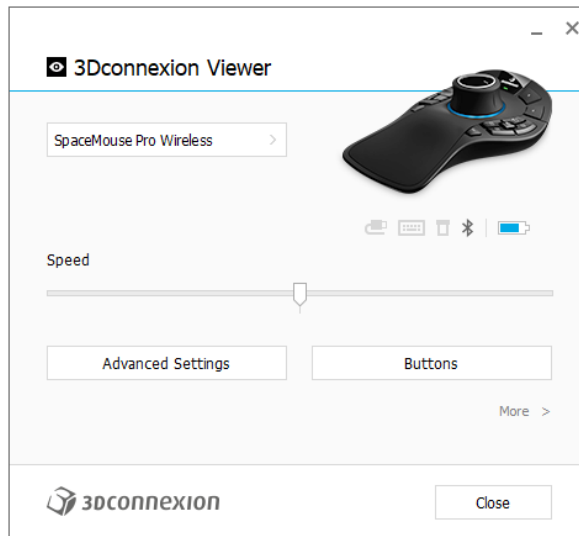 3Dconnexion Viewer
SpaceMouse Pro Wireless >
Speed
Advanced Settings
Buttons
More >
3Dconnexion
Close